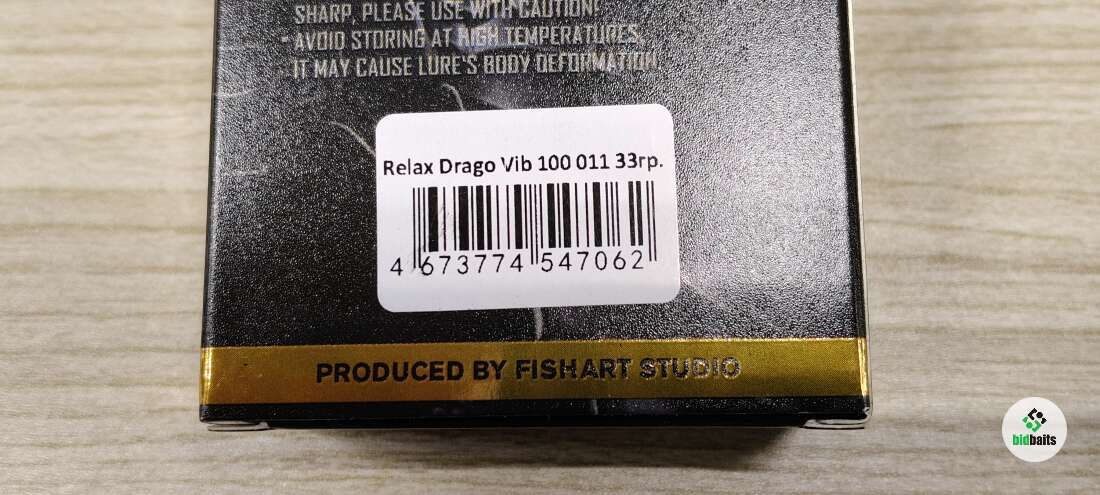 SHARP, PLEASE USE WITH CAUTION!
• AVOID STORING AT HIGH TEMPERATURES,
IT MAY CAUSE LURE'S BODY DEFORMATION
Relax Drago Vib 100 011 33гр.
4 673774 547062
PRODUCED BY FISHART STUDIO
bidbaits